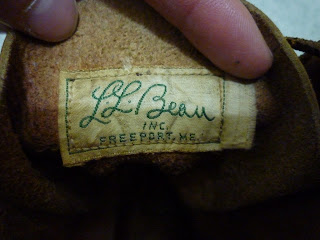 L.L. Bean
INC.
FREEPORT, ME.